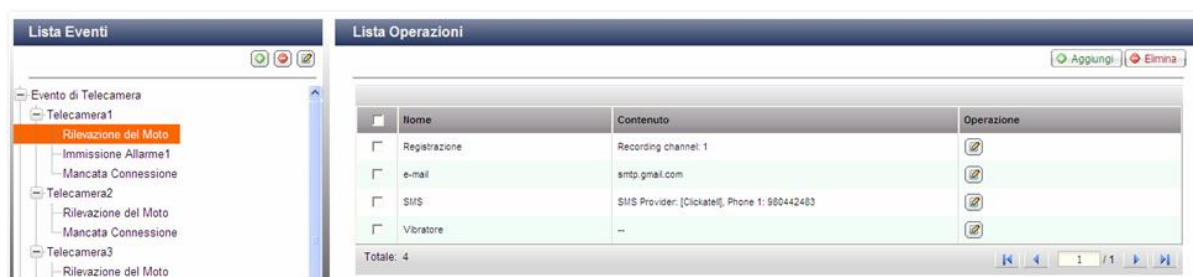 Lista Eventi
Evento di Telecamera
Telecamera1
Rilevazione del Moto
Immissione Allarme1
Mancata Connessione
Telecamera2
Rilevazione del Moto
Mancata Connessione
Telecamera3
Rilevazione del Moto
Lista Operazioni
Aggiungi Elimina
Nome Contenuto Operazione
Registrazione Recording channel: 1
e-mail smtp.gmail.com
SMS SMS Provider: [Clickatell], Phone 1: 980442483
Vibratore --
Totale: 4 1 /1